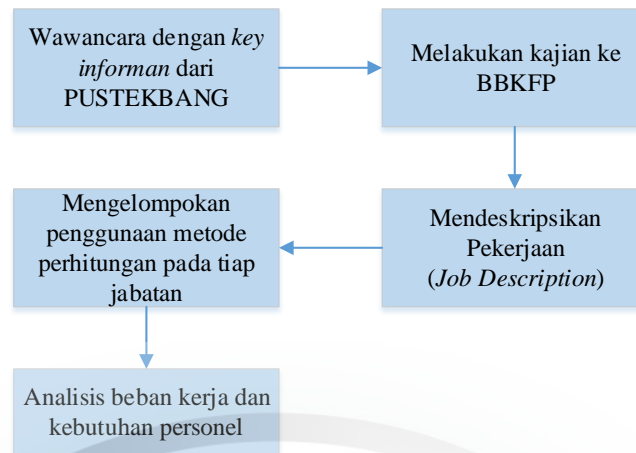 Wawancara dengan key
informan dari
PUSTEKBANG
Melakukan kajian ke
BBKFP
Mendeskripsikan
Pekerjaan
(Job Description)
Mengelompokan
penggunaan metode
perhitungan pada tiap
jabatan
Analisis beban kerja dan
kebutuhan personel